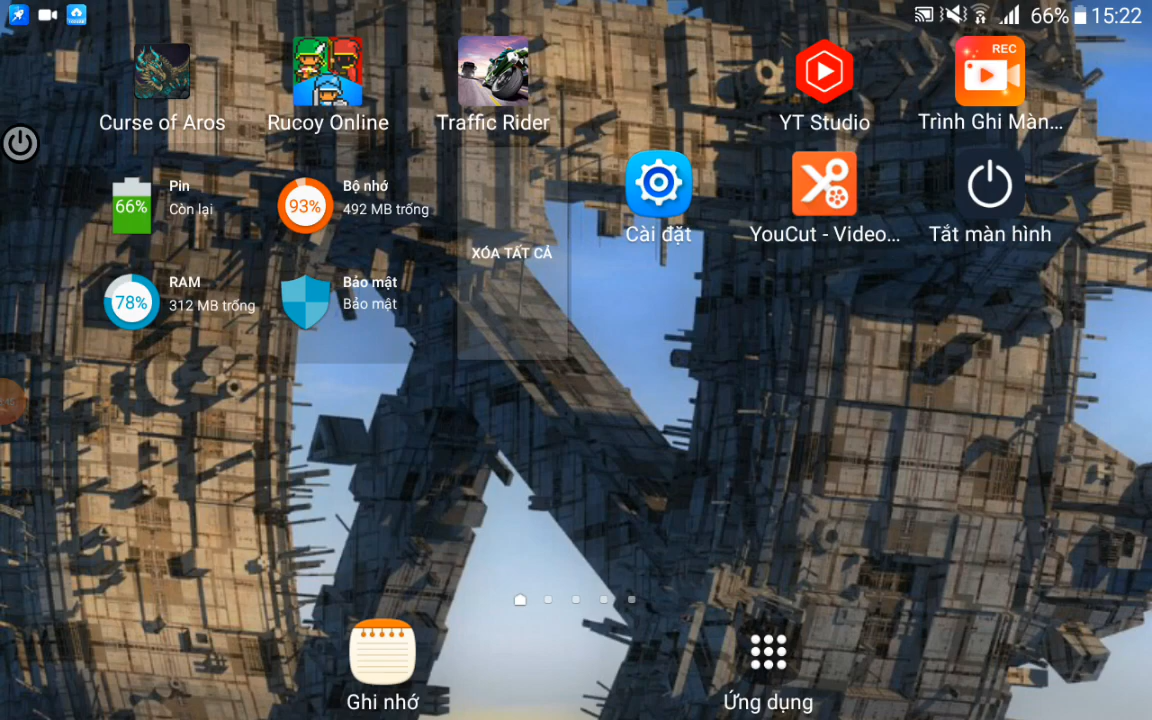 66% 15:22
REC
Curse of Aros Rucoy Online Traffic Rider YT Studio Trình Ghi Màn...
Pin
66% Còn lại
Bộ nhớ
93% 492 MB trống
XÓA TẤT CẢ
Cài đặt YouCut - Video... Tắt màn hình
RAM
78% 312 MB trống
Bảo mật
Bảo mật
Ghi nhớ Ứng dụng